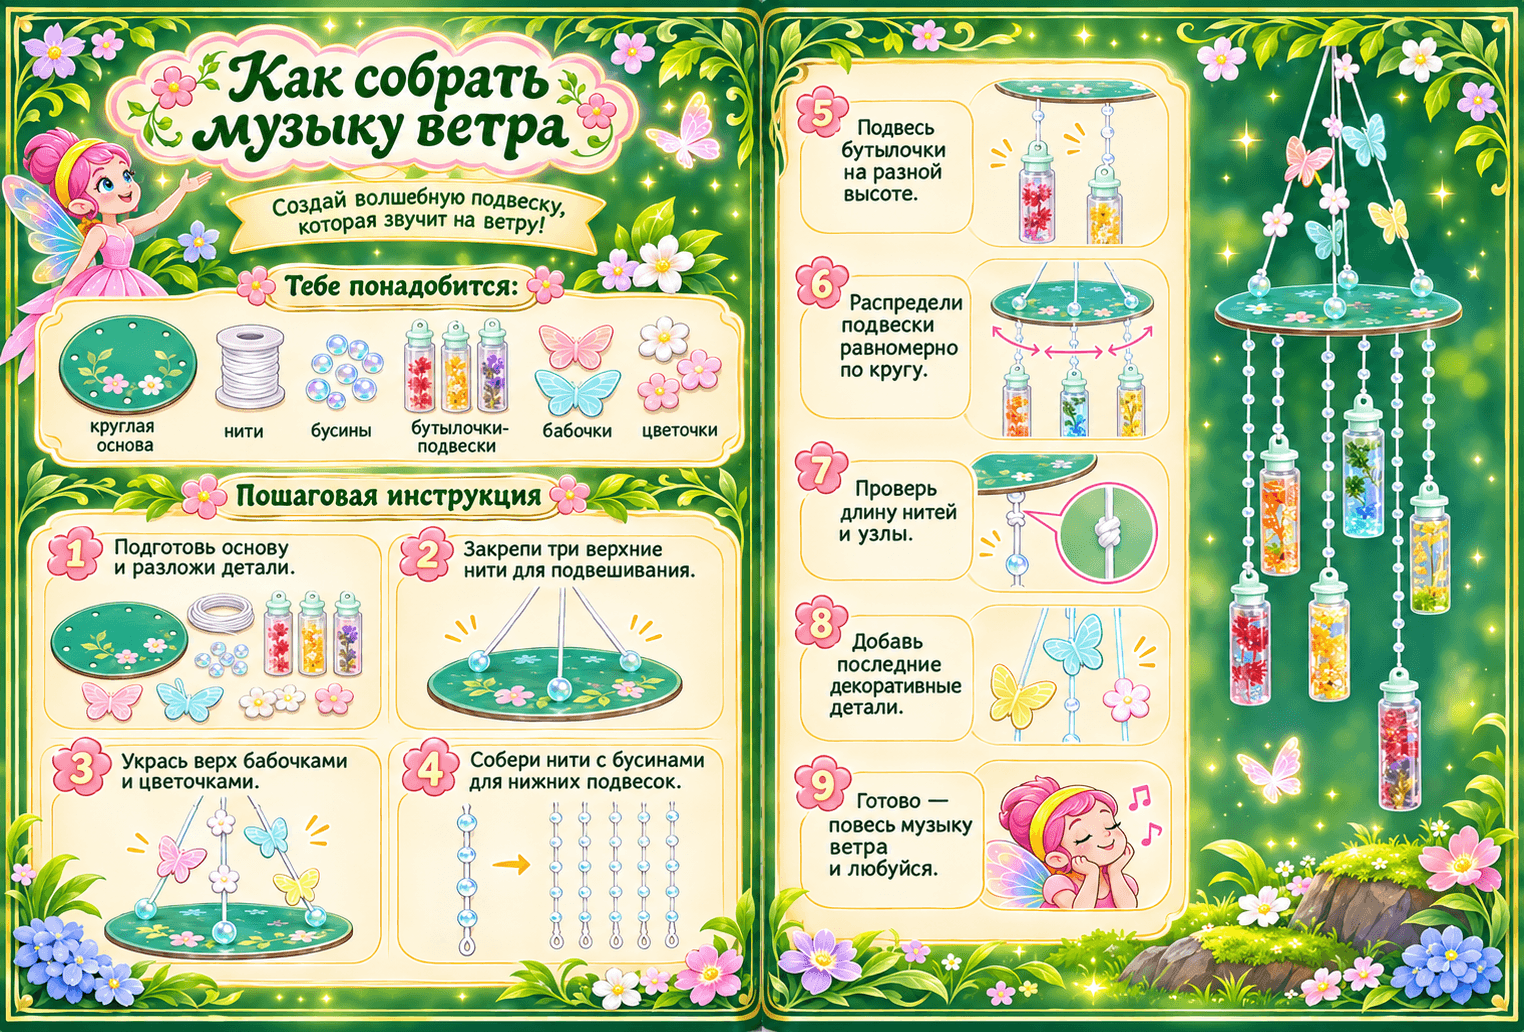 Как собрать
музыку ветра
Создай волшебную подвеску,
которая звучит на ветру!
Тебе понадобится:
круглая
основа
нити
бусины
бутылочки-
подвески
бабочки
цветочки
Пошаговая инструкция
1
Подготовь основу
и разложи детали.
2
Закрепи три верхние
нити для подвешивания.
3
Укрась верх бабочками
и цветочками.
4
Собери нити с бусинами
для нижних подвесок.
5
Подвесь
бутылочки
на разной
высоте.
6
Распредели
подвески
равномерно
по кругу.
7
Проверь
длину нитей
и узлы.
8
Добавь
последние
декоративные
детали.
9
Готово —
повесь музыку
ветра
и любуйся.